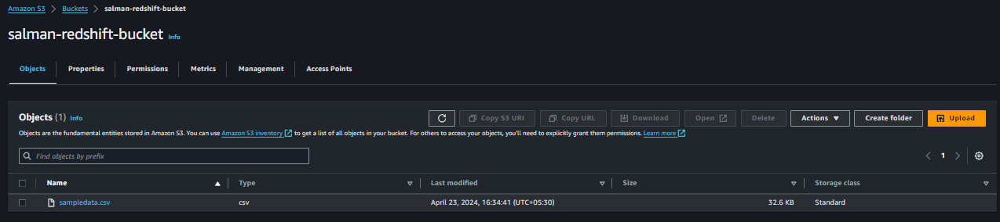 Amazon S3 > Buckets > salman-redshift-bucket
salman-redshift-bucket Info
Objects Properties Permissions Metrics Management Access Points
Objects (1) Info Copy S3 URI Copy URL Download Open Delete Actions Create folder Upload
Objects are the fundamental entities stored in Amazon S3. You can use Amazon S3 inventory to get a list of all objects in your bucket. For others to access your objects, you'll need to explicitly grant them permissions. Learn more
Find objects by prefix 1
Name Type Last modified Size Storage class
sampledata.csv csv April 23, 2024, 16:34:41 (UTC+05:30) 32.6 KB Standard